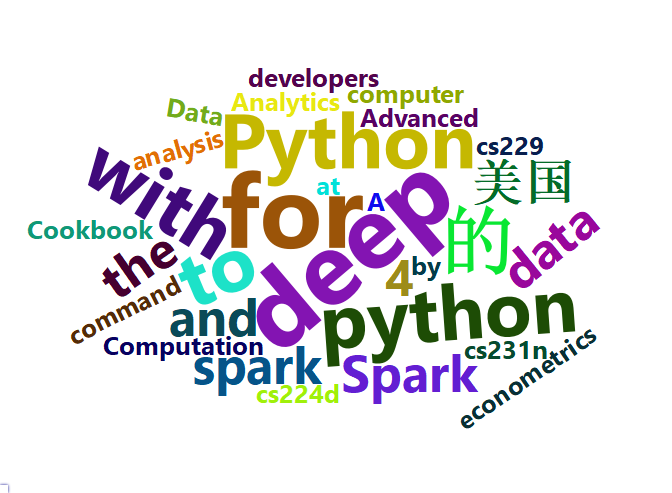 developers
Analytics
computer
Data
Advanced
Python
analysis
cs229
with
美国
for
at
A
deep
Cookbook
the
to
的
data
command
4
by
and
python
Computation
spark
Spark
cs231n
cs224d
econometrics